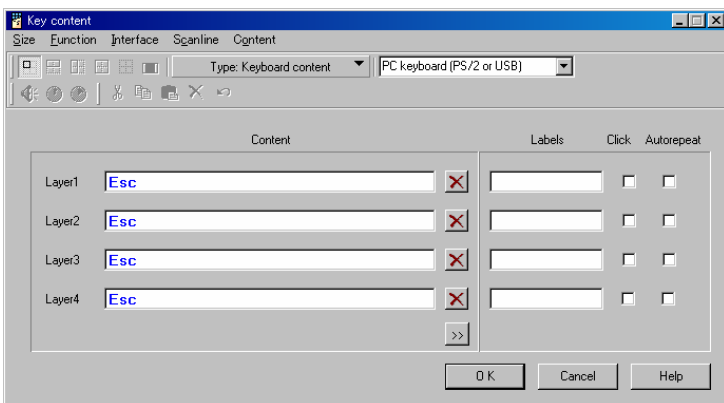 Key content
Size Function Interface Scanline Content
Type: Keyboard content PC keyboard (PS/2 or USB)
Content Labels Click Autorepeat
Layer1 Esc
Layer2 Esc
Layer3 Esc
Layer4 Esc
>>
OK Cancel Help